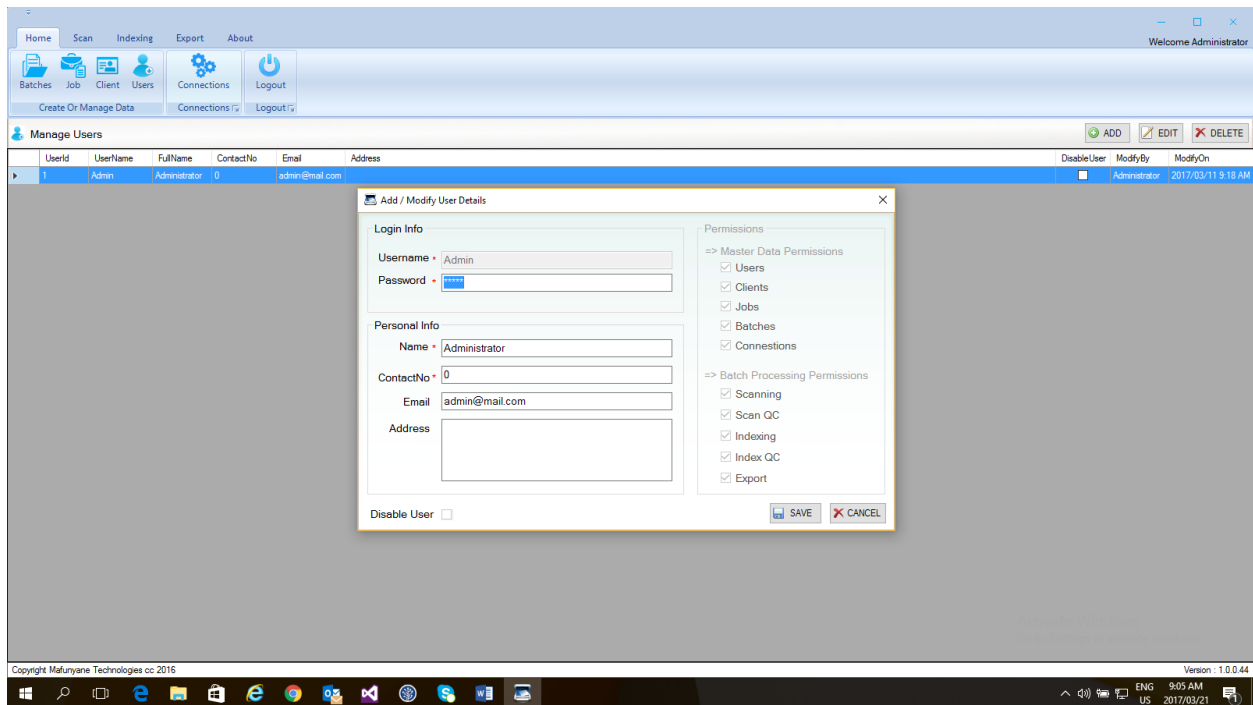 Home Scan Indexing Export About
Welcome Administrator
Batches Job Client Users Connections Logout
Create Or Manage Data Connections Logout
Manage Users
ADD EDIT DELETE
UserId UserName FullName ContactNo Email Address DisableUser ModifyBy ModifyOn
1 Admin Administrator 0 admin@mail.com Administrator 2017/03/11 9:18 AM
Add / Modify User Details
Login Info
Username * Admin
Password * *****
Personal Info
Name * Administrator
ContactNo * 0
Email admin@mail.com
Address
Disable User
Permissions
=> Master Data Permissions
Users
Clients
Jobs
Batches
Connestions
=> Batch Processing Permissions
Scanning
Scan QC
Indexing
Index QC
Export
SAVE CANCEL
Copyright Mafunyane Technologies cc 2016
Version : 1.0.0.44
ENG 9:05 AM
US 2017/03/21